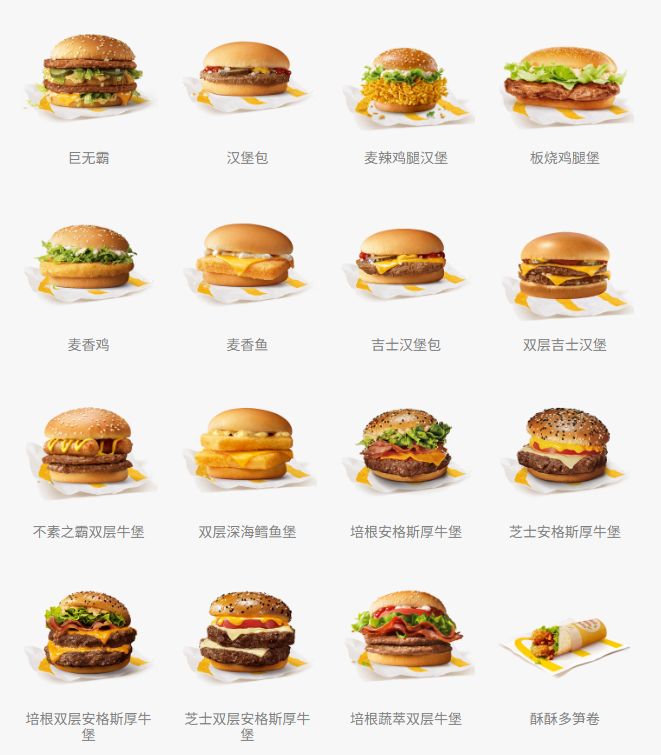 巨无霸
汉堡包
麦辣鸡腿汉堡
板烧鸡腿堡
麦香鸡
麦香鱼
吉士汉堡包
双层吉士汉堡
不素之霸双层牛堡
双层深海鳕鱼堡
培根安格斯厚牛堡
芝士安格斯厚牛堡
培根双层安格斯厚牛
堡
芝士双层安格斯厚牛
堡
培根蔬萃双层牛堡
酥酥多笋卷